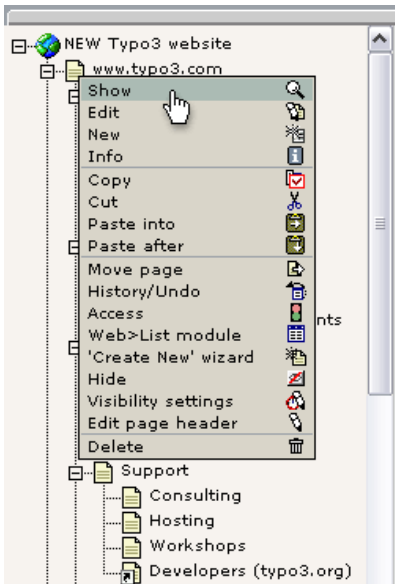 NEW Typo3 website
www.typo3.com
Show
Edit
New
Info
Copy
Cut
Paste into
Paste after
Move page
History/Undo
Access
nts
Web>List module
'Create New' wizard
Hide
Visibility settings
Edit page header
Delete
Support
Consulting
Hosting
Workshops
Developers (typo3.org)